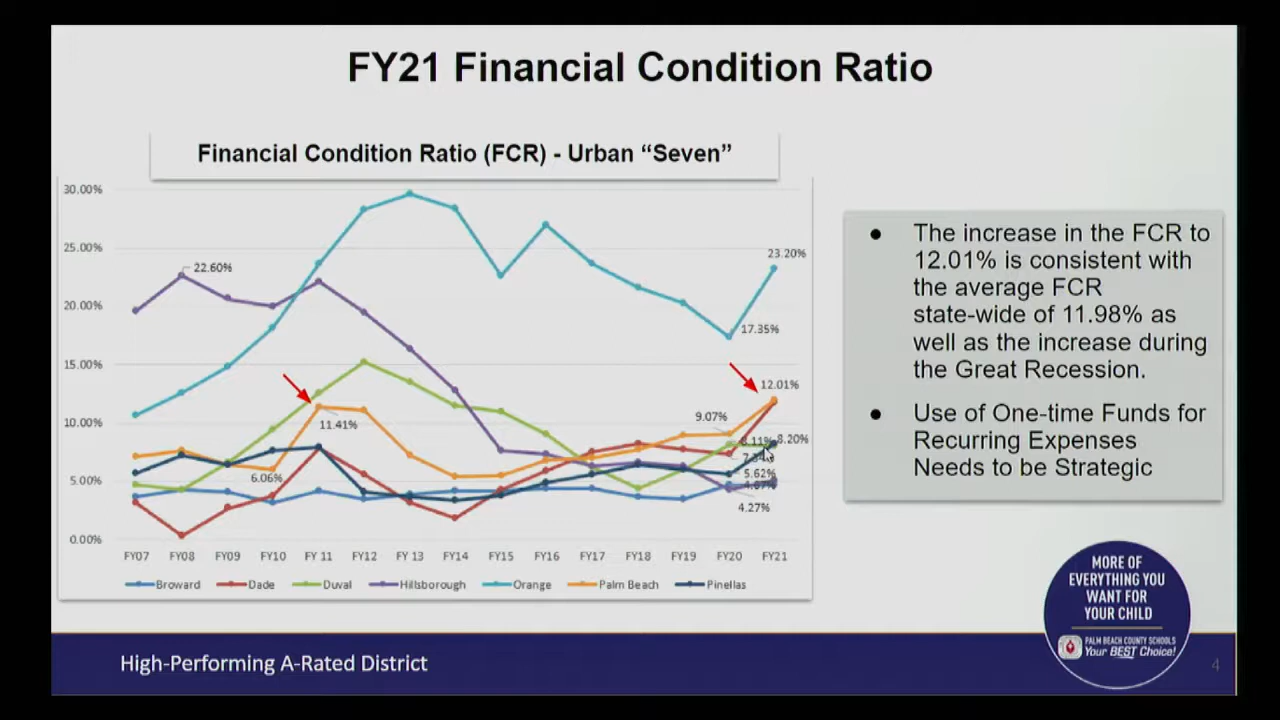 FY21 Financial Condition Ratio
Financial Condition Ratio (FCR) - Urban “Seven”
30.00%
25.00%
20.00%
15.00%
10.00%
5.00%
0.00%
22.60%
11.41%
6.06%
23.20%
17.35%
12.01%
9.07%
8.11%
8.20%
5.62%
4.27%
FY07 FY08 FY09 FY10 FY 11 FY12 FY 13 FY14 FY15 FY16 FY17 FY18 FY19 FY20 FY21
Broward Dade Duval Hillsborough Orange Palm Beach Pinellas
● The increase in the FCR to
12.01% is consistent with
the average FCR
state-wide of 11.98% as
well as the increase during
the Great Recession.
● Use of One-time Funds for
Recurring Expenses
Needs to be Strategic
MORE OF
EVERYTHING YOU
WANT FOR
YOUR CHILD
PALM BEACH COUNTY SCHOOLS
Your BEST Choice!
High-Performing A-Rated District
4